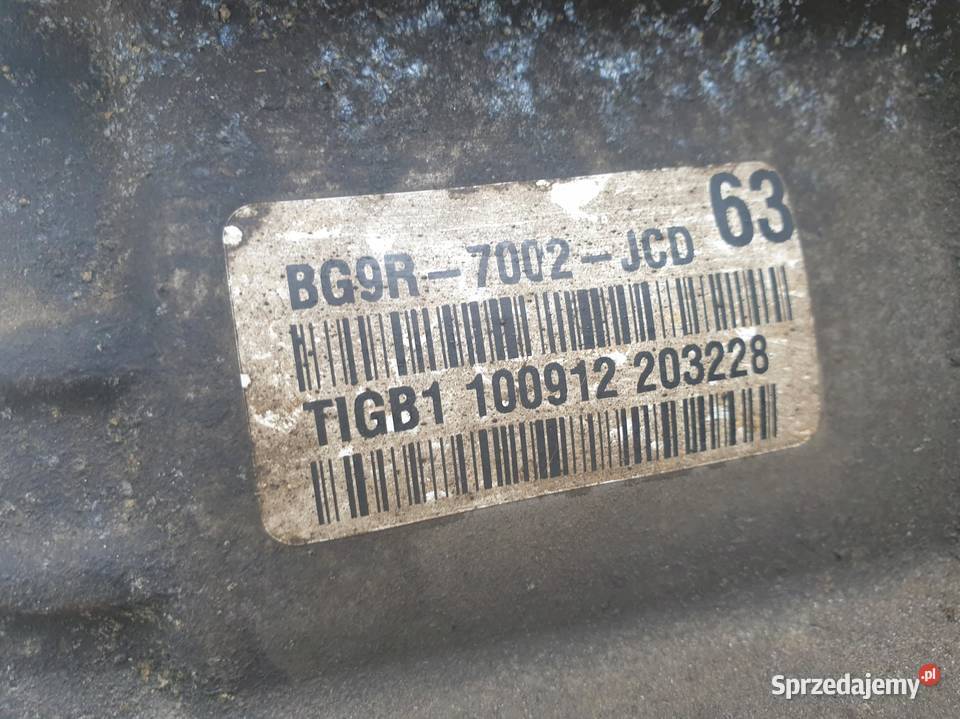 63
BG9R-7002-JCD
TIGB1 100912 203228
Sprzedajemy.pl